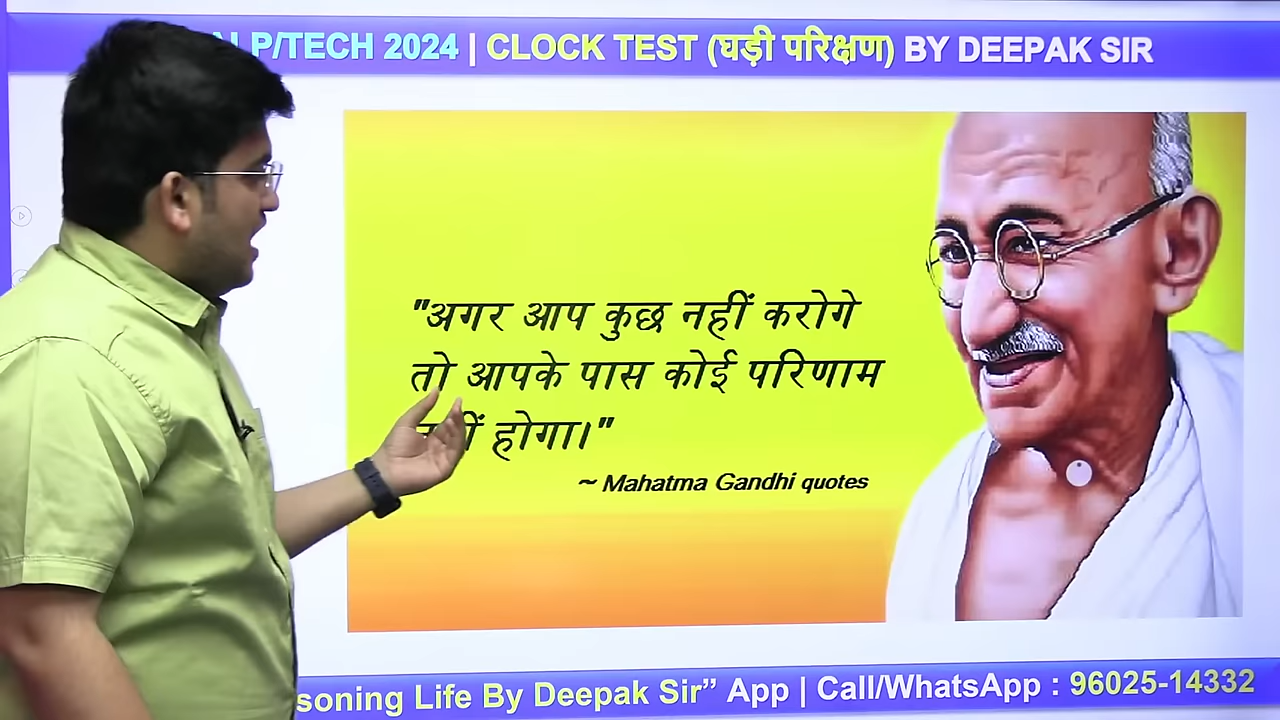 P/TECH 2024 | CLOCK TEST (घड़ी परिक्षण) BY DEEPAK SIR
"अगर आप कुछ नहीं करोगे
तो आपके पास कोई परिणाम
होगा।"
~ Mahatma Gandhi quotes
soning Life By Deepak Sir” App | Call/WhatsApp : 96025-14332